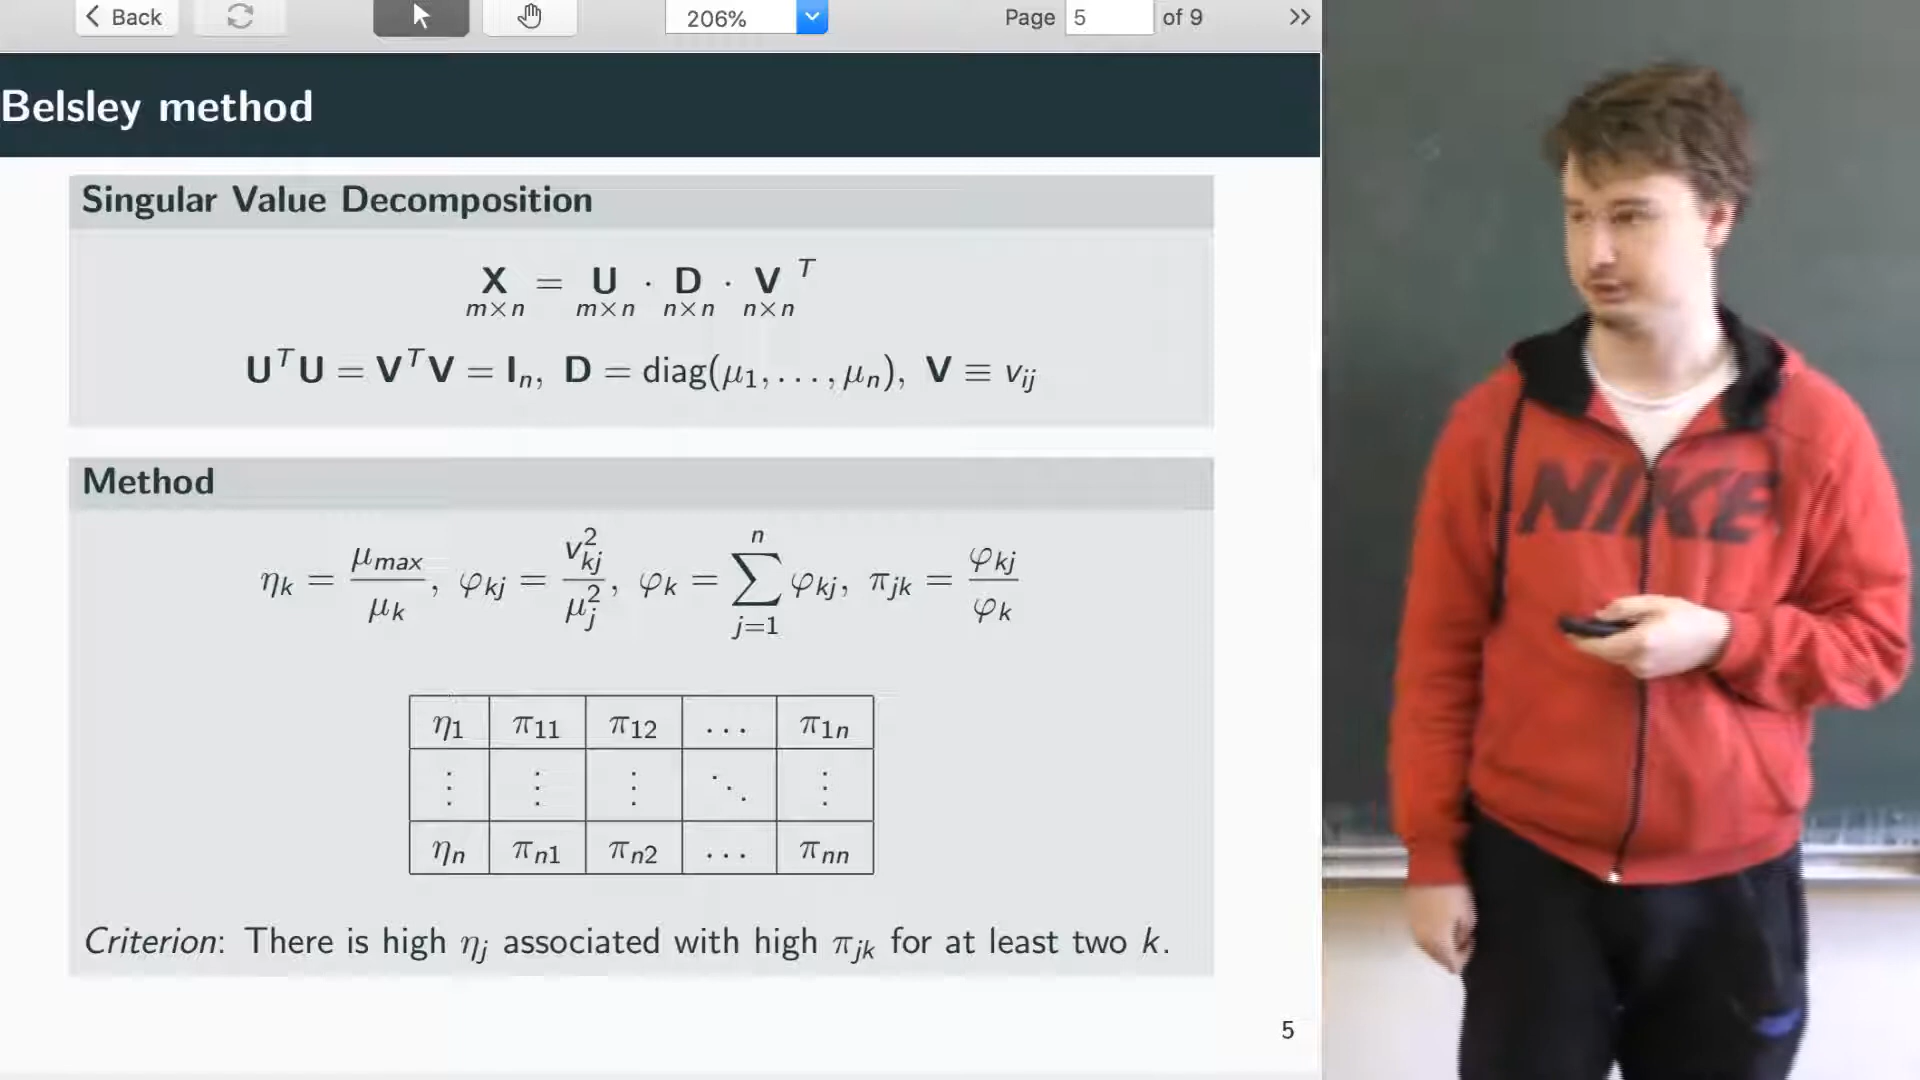 Back 206% Page 5 of 9 >>
Belsley method
Singular Value Decomposition
X = U · D · V^T
m×n m×n n×n n×n
U^T U = V^T V = I_n, D = diag(μ_1, . . . , μ_n), V ≡ v_ij
Method
η_k = μ_max / μ_k, φ_kj = v_kj^2 / μ_j^2, φ_k = ∑_{j=1}^{n} φ_kj, π_jk = φ_kj / φ_k
η_1 π_11 π_12 . . . π_1n
⋮ ⋮ ⋮ ⋱ ⋮
η_n π_n1 π_n2 . . . π_nn
Criterion: There is high η_j associated with high π_jk for at least two k.
5
NIKE